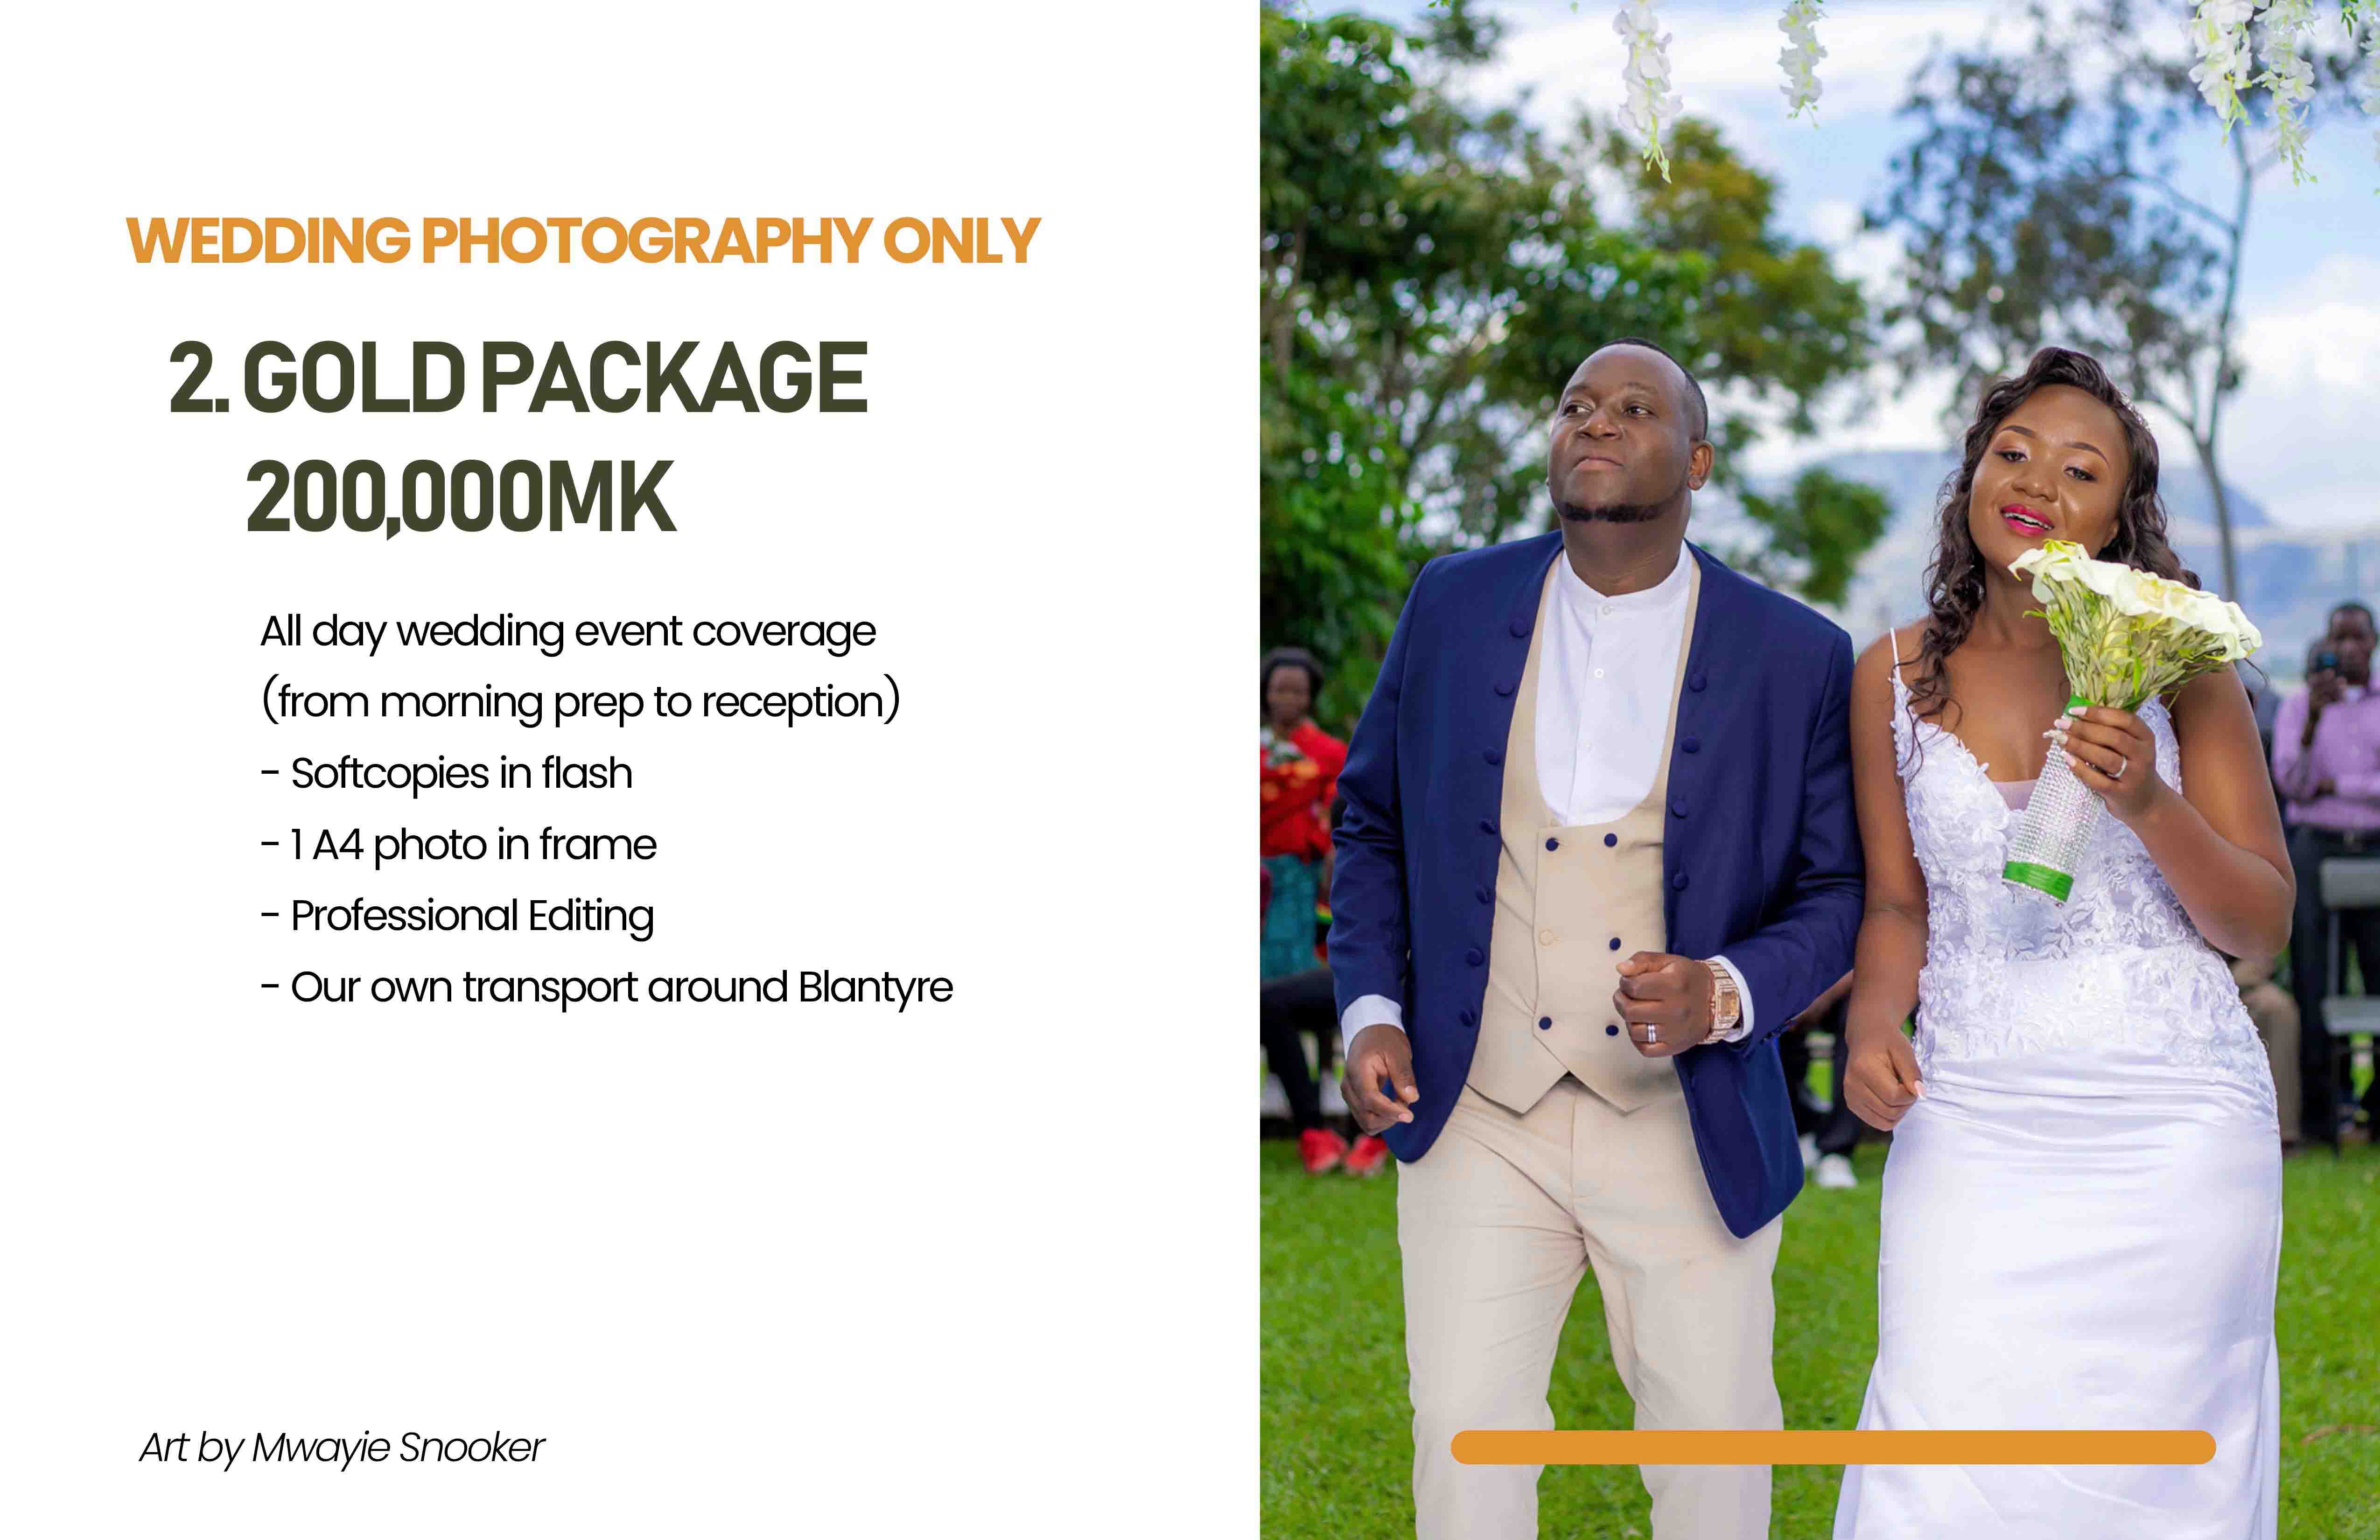 WEDDING PHOTOGRAPHY ONLY
2. GOLD PACKAGE
200,000MK
All day wedding event coverage
(from morning prep to reception)
- Softcopies in flash
- 1 A4 photo in frame
- Professional Editing
- Our own transport around Blantyre
Art by Mwayie Snooker